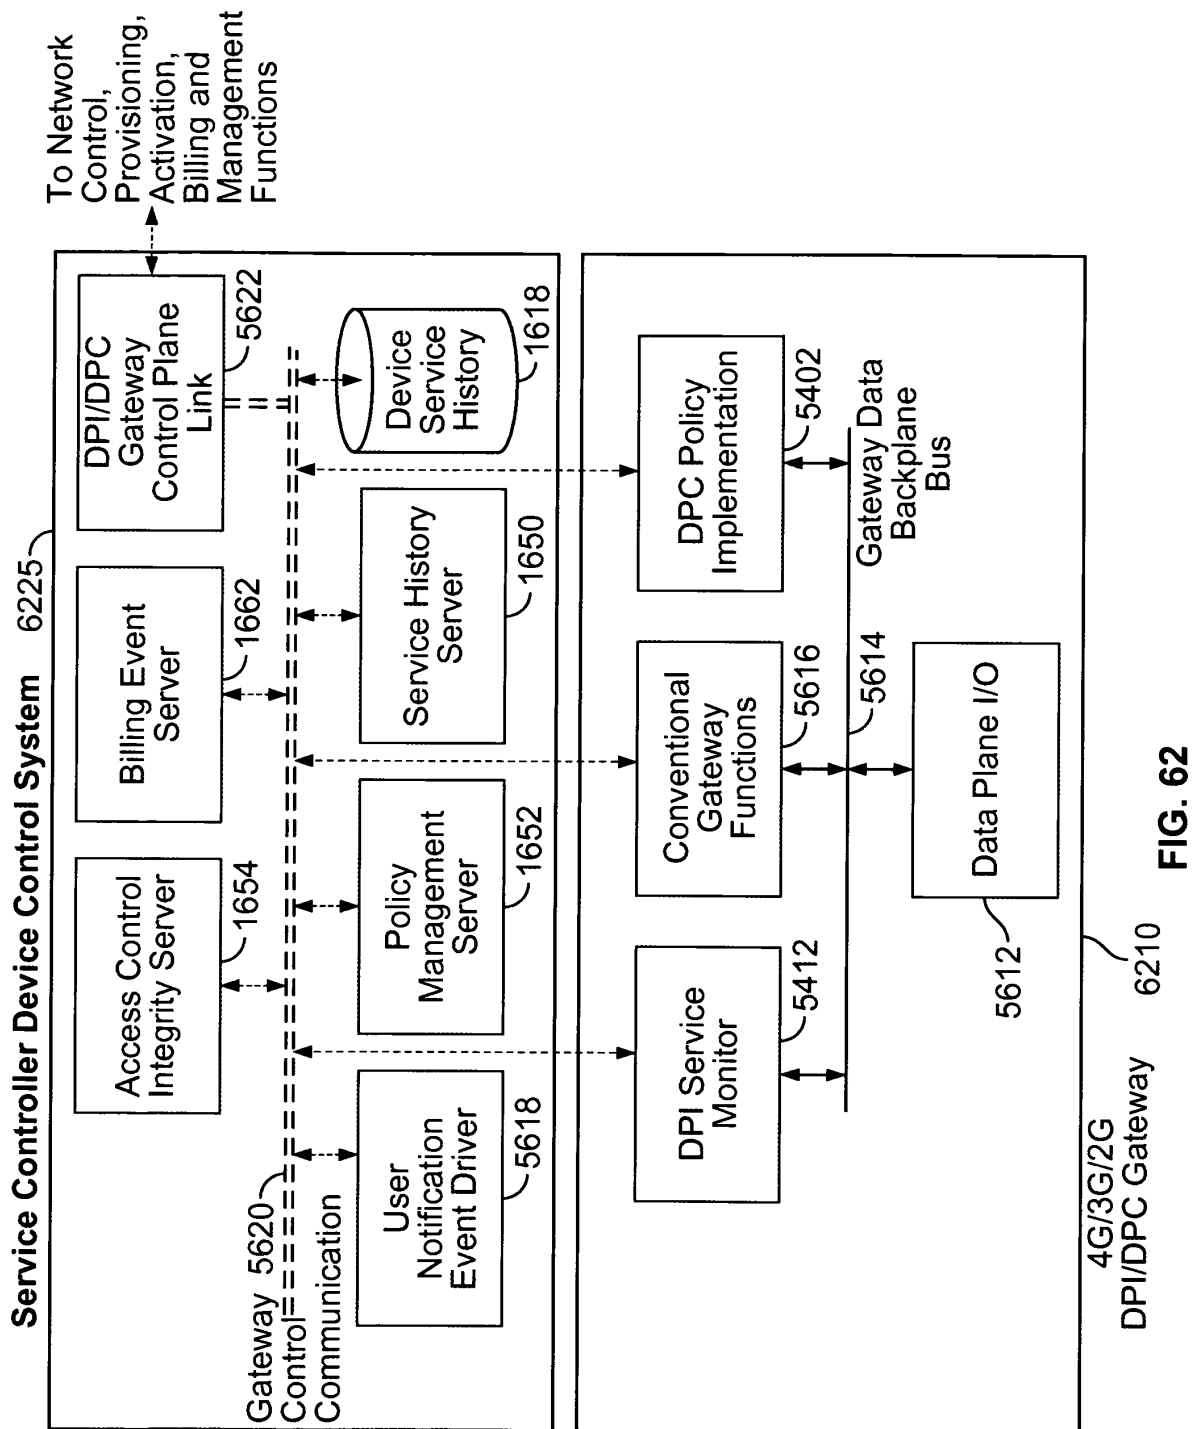 Service Controller Device Control System
6225
To Network
Control,
Provisioning,
Activation,
Billing and
Management
Functions
Access Control
Integrity Server
1654
Billing Event
Server
1662
DPI/DPC
Gateway
Control Plane
Link
5622
Gateway 5620
Control
Communication
User
Notification
Event Driver
5618
Policy
Management
Server
1652
Service History
Server
1650
Device
Service
History
1618
DPI Service
Monitor
5412
Conventional
Gateway
Functions
5616
DPC Policy
Implementation
5402
5614
Gateway Data
Backplane
Bus
Data Plane I/O
5612
4G/3G/2G
DPI/DPC Gateway
6210
FIG. 62